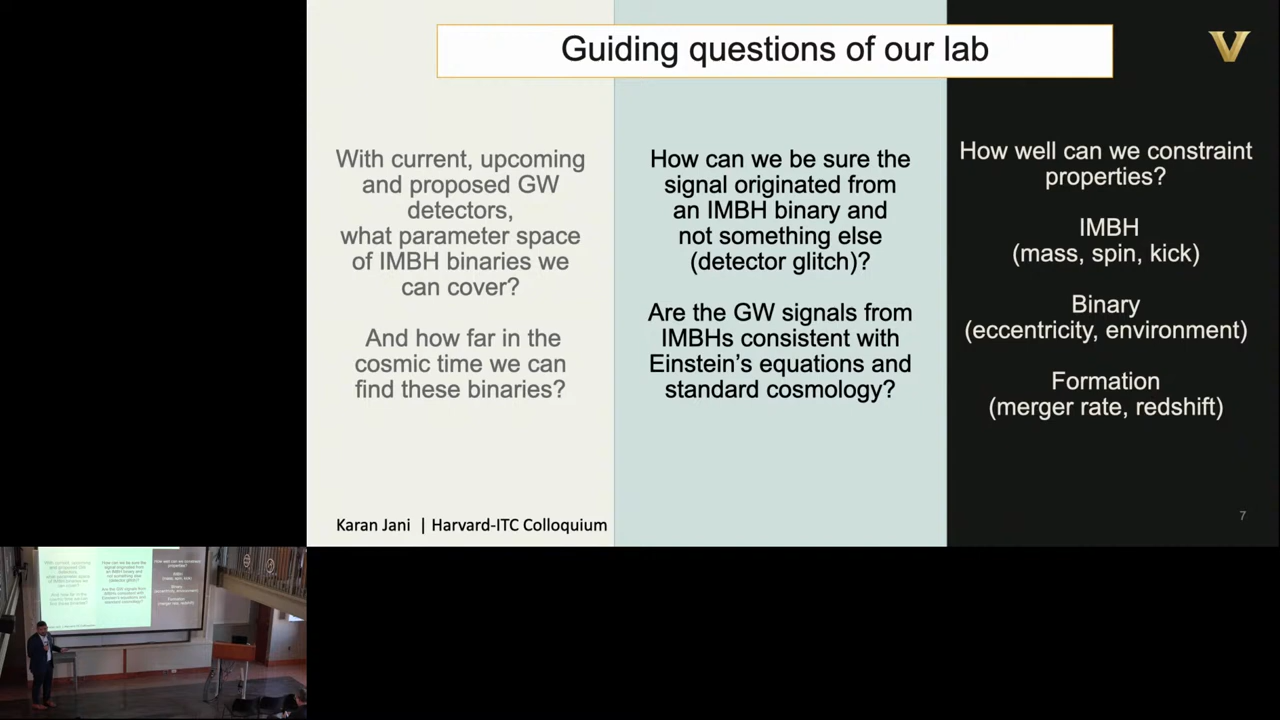 Guiding questions of our lab
V
With current, upcoming
and proposed GW
detectors,
what parameter space
of IMBH binaries we
can cover?
And how far in the
cosmic time we can
find these binaries?
How can we be sure the
signal originated from
an IMBH binary and
not something else
(detector glitch)?
Are the GW signals from
IMBHs consistent with
Einstein's equations and
standard cosmology?
How well can we constraint
properties?
IMBH
(mass, spin, kick)
Binary
(eccentricity, environment)
Formation
(merger rate, redshift)
Karan Jani | Harvard-ITC Colloquium
7